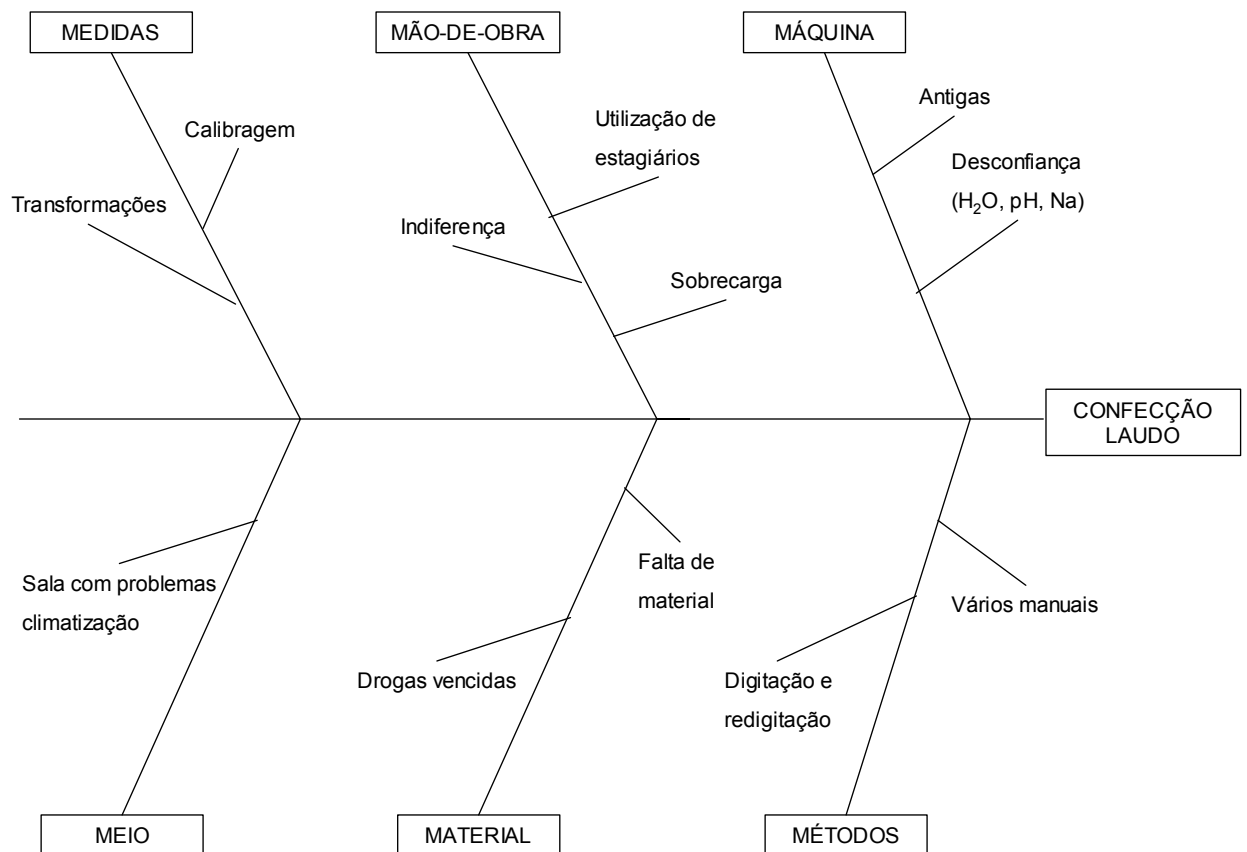 MEDIDAS
MÃO-DE-OBRA
MÁQUINA
Antigas
Calibragem
Utilização de
estagiários
Desconfiança
(H₂O, pH, Na)
Transformações
Indiferença
Sobrecarga
CONFECÇÃO
LAUDO
Sala com problemas
climatização
Falta de
material
Vários manuais
Drogas vencidas
Digitação e
redigitação
MEIO
MATERIAL
MÉTODOS